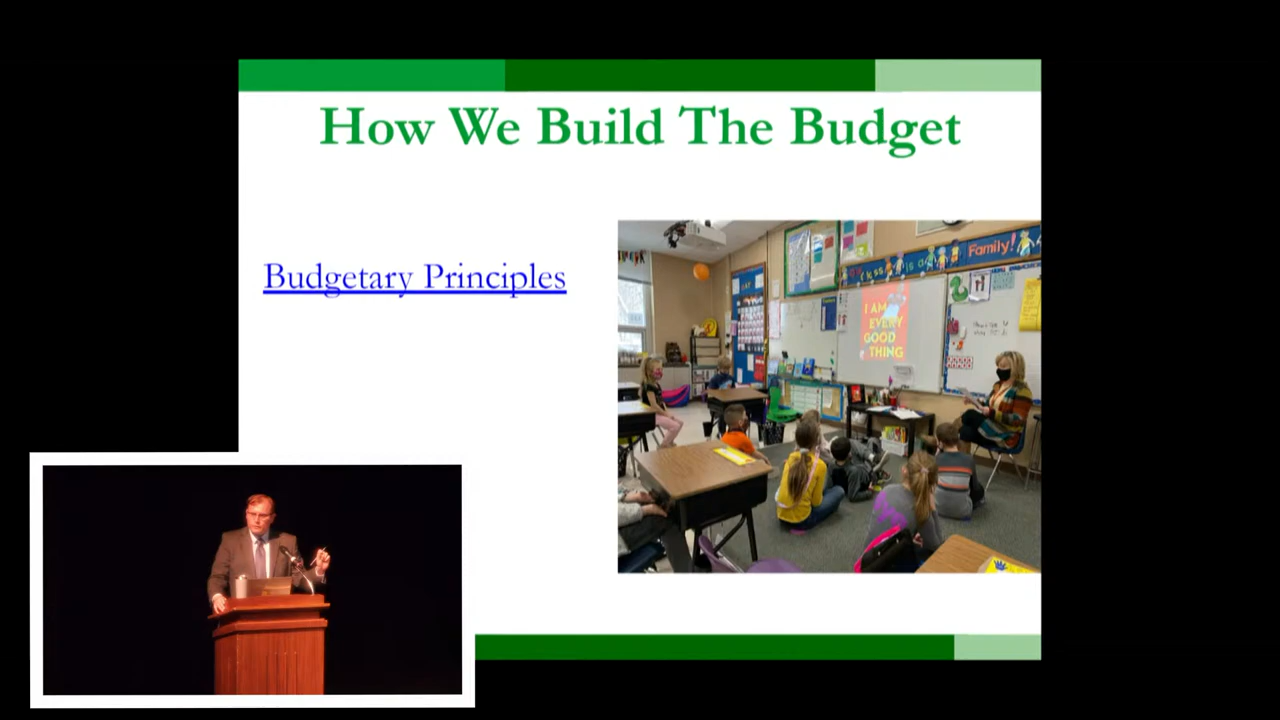 How We Build The Budget
Budgetary Principles
Family!
I AM
EVERY
GOOD
THING